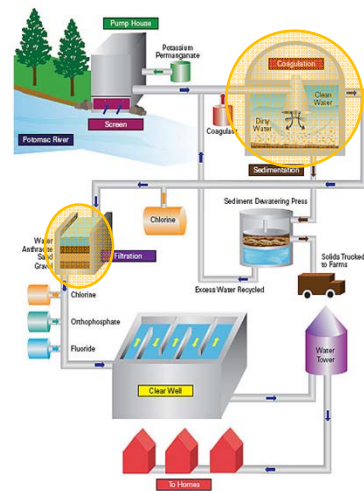 Pump House
Potassium
Permanganate
Coagulation
Clean
Water
Screen
Dirty
Water
Potomac River
Coagulant
Sedimentation
Sediment Dewatering Press
Chlorine
Water
Anthracite
Sand
Gravel
Filtration
Solids Trucked
to Farms
Excess Water Recycled
Chlorine
Orthophosphate
Fluoride
Water
Tower
Clear Well
To Homes